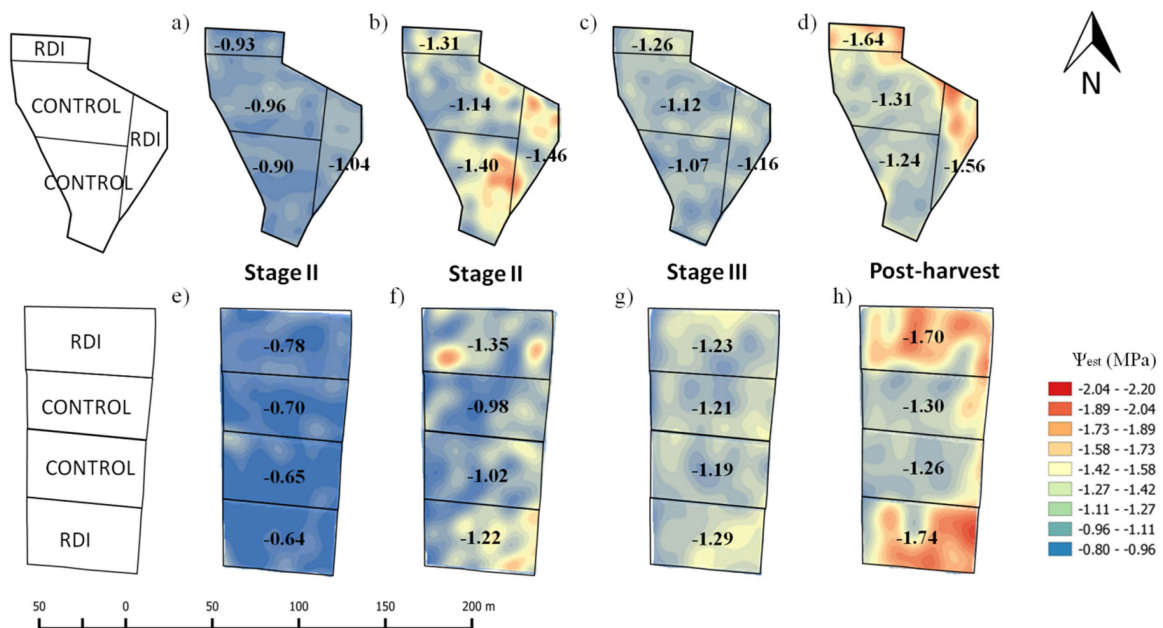 a) b) c) d)
RDI -0.93 -1.31 -1.26 -1.64
CONTROL -0.96 -1.14 -1.12 -1.31
RDI
CONTROL -0.90 -1.04 -1.40 -1.46 -1.07 -1.16 -1.24 -1.56
N
Stage II Stage II Stage III Post-harvest
e) f) g) h)
RDI -0.78 -1.35 -1.23 -1.70
CONTROL -0.70 -0.98 -1.21 -1.30
CONTROL -0.65 -1.02 -1.19 -1.26
RDI -0.64 -1.22 -1.29 -1.74
Ψest (MPa)
-2.04 - -2.20
-1.89 - -2.04
-1.73 - -1.89
-1.58 - -1.73
-1.42 - -1.58
-1.27 - -1.42
-1.11 - -1.27
-0.96 - -1.11
-0.80 - -0.96
50 0 50 100 150 200 m